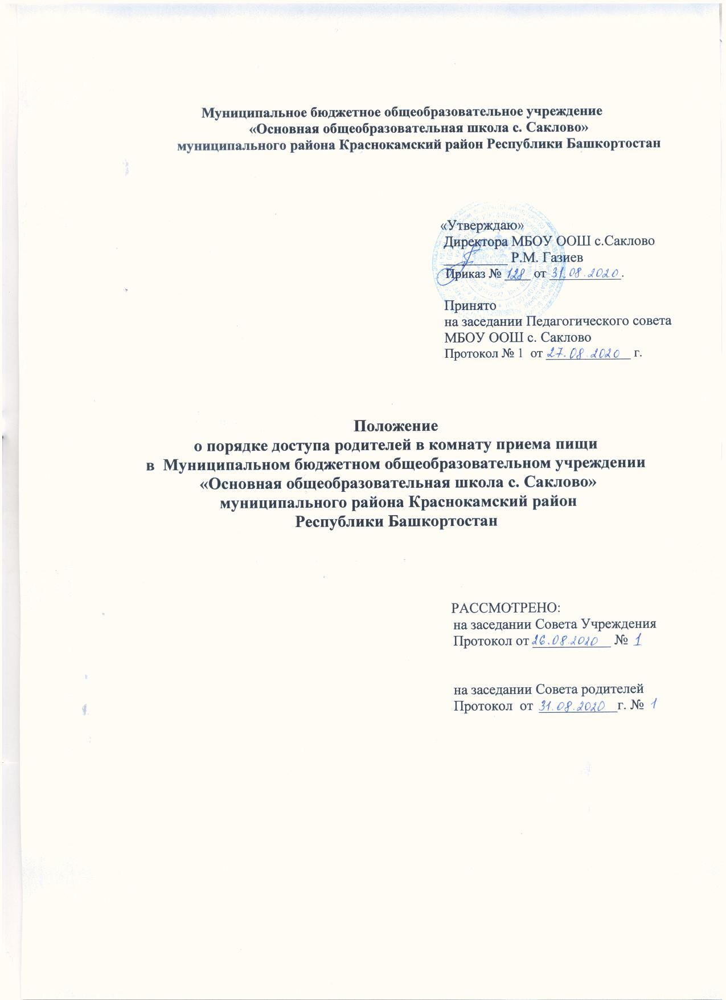 Муниципальное бюджетное общеобразовательное учреждение
«Основная общеобразовательная школа с. Саклово»
муниципального района Краснокамский район Республики Башкортостан
«Утверждаю»
Директора МБОУ ООШ с.Саклово
__________ Р.М. Газиев
Приказ № 128 от 31.08.2020.
Принято
на заседании Педагогического совета
МБОУ ООШ с. Саклово
Протокол № 1 от 27.08.2020 г.
Положение
о порядке доступа родителей в комнату приема пищи
в Муниципальном бюджетном общеобразовательном учреждении
«Основная общеобразовательная школа с. Саклово»
муниципального района Краснокамский район
Республики Башкортостан
РАССМОТРЕНО:
на заседании Совета Учреждения
Протокол от 26.08.2020 № 1
на заседании Совета родителей
Протокол от 31.08.2020 г. № 1